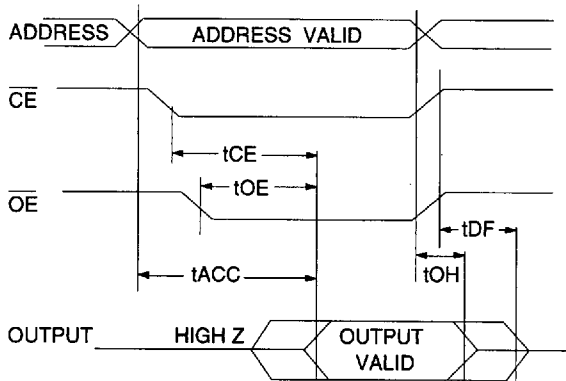 ADDRESS
ADDRESS VALID
CE
tCE
tOE
OE
tDF
tACC
tOH
OUTPUT
HIGH Z
OUTPUT
VALID